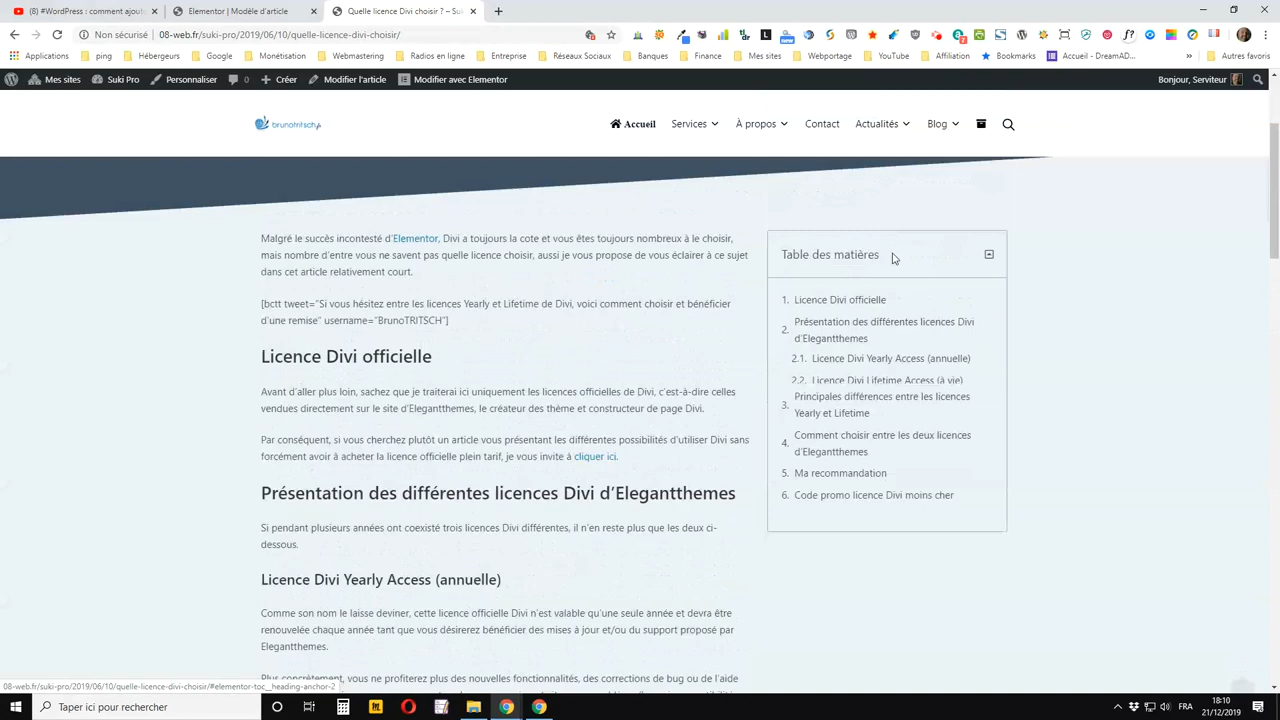 (8) #WordPress : comment ajout
Elementor | Modèle d'article
Quelle licence Divi choisir ? – Suk
Non sécurisé
08-web.fr/suki-pro/2019/06/10/quelle-licence-divi-choisir/
Applications
ping
Hébergeurs
Google
Monétisation
Webmastering
Radios en ligne
Entreprise
Réseaux Sociaux
Banques
Finance
Mes sites
Webportage
YouTube
Affiliation
Bookmarks
Accueil - DreamAD...
Autres favoris
Mes sites
Suki Pro
Personnaliser
0
Créer
Modifier l'article
Modifier avec Elementor
Bonjour, Serviteur
brunotritsch
Accueil
Services
À propos
Contact
Actualités
Blog
Malgré le succès incontesté d'Elementor, Divi a toujours la cote et vous êtes toujours nombreux à le choisir,
mais nombre d'entre vous ne savent pas quelle licence choisir, aussi je vous propose de vous éclairer à ce sujet
dans cet article relativement court.
[bctt tweet="Si vous hésitez entre les licences Yearly et Lifetime de Divi, voici comment choisir et bénéficier
d'une remise" username="BrunoTRITSCH"]
Licence Divi officielle
Avant d'aller plus loin, sachez que je traiterai ici uniquement les licences officielles de Divi, c'est-à-dire celles
vendues directement sur le site d'Elegantthemes, le créateur des thème et constructeur de page Divi.
Par conséquent, si vous cherchez plutôt un article vous présentant les différentes possibilités d'utiliser Divi sans
forcément avoir à acheter la licence officielle plein tarif, je vous invite à cliquer ici.
Présentation des différentes licences Divi d'Elegantthemes
Si pendant plusieurs années ont coexisté trois licences Divi différentes, il n'en reste plus que les deux ci-
dessous.
Licence Divi Yearly Access (annuelle)
Comme son nom le laisse deviner, cette licence officielle Divi n'est valable qu'une seule année et devra être
renouvelée chaque année tant que vous désirerez bénéficier des mises à jour et/ou du support proposé par
Elegantthemes.
Plus concrètement, vous ne profiterez plus des nouvelles fonctionnalités, des corrections de bug ou de l'aide
Table des matières
1. Licence Divi officielle
2. Présentation des différentes licences Divi
d'Elegantthemes
2.1. Licence Divi Yearly Access (annuelle)
2.2. Licence Divi Lifetime Access (à vie)
3. Principales différences entre les licences
Yearly et Lifetime
4. Comment choisir entre les deux licences
d'Elegantthemes
5. Ma recommandation
6. Code promo licence Divi moins cher
08-web.fr/suki-pro/2019/06/10/quelle-licence-divi-choisir/#elementor-toc__heading-anchor-2
Taper ici pour rechercher
FRA
18:10
21/12/2019